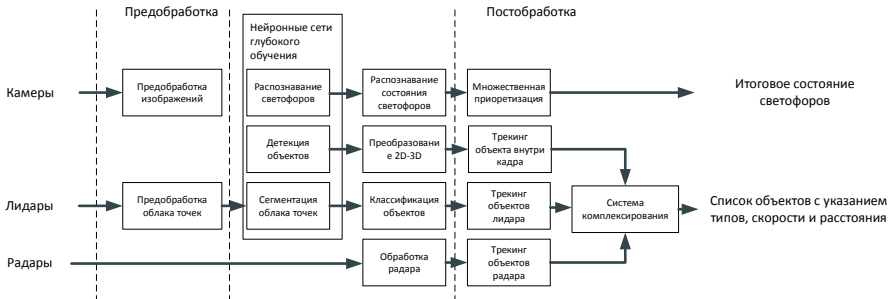 Предобработка
Постобработка
Нейронные сети
глубокого
обучения
Камеры
Предобработка
изображений
Распознавание
светофоров
Распознавание
состояния
светофоров
Множественная
приоретизация
Итоговое состояние
светофоров
Детекция
объектов
Преобразовани
е 2D-3D
Трекинг
объекта внутри
кадра
Лидары
Предобработка
облака точек
Сегментация
облака точек
Классификация
объектов
Трекинг
объектов
лидара
Система
комплексирования
Список объектов с указанием
типов, скорости и расстояния
Радары
Обработка
радара
Трекинг
объектов
радара